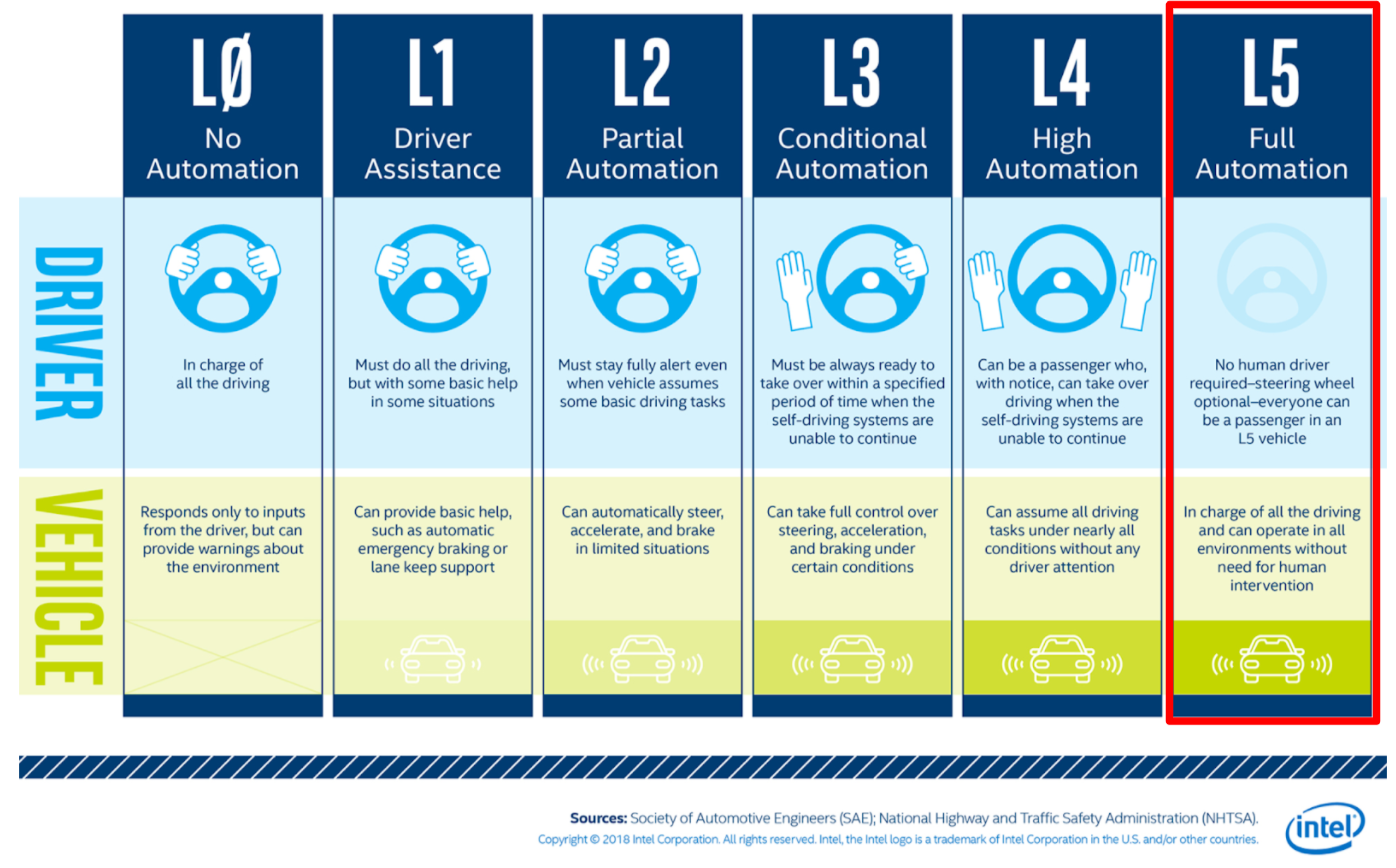 LØ
No
Automation
L1
Driver
Assistance
L2
Partial
Automation
L3
Conditional
Automation
L4
High
Automation
L5
Full
Automation
DRIVER
In charge of
all the driving
Must do all the driving,
but with some basic help
in some situations
Must stay fully alert even
when vehicle assumes
some basic driving tasks
Must be always ready to
take over within a specified
period of time when the
self-driving systems are
unable to continue
Can be a passenger who,
with notice, can take over
driving when the
self-driving systems are
unable to continue
No human driver
required–steering wheel
optional–everyone can
be a passenger in an
L5 vehicle
VEHICLE
Responds only to inputs
from the driver, but can
provide warnings about
the environment
Can provide basic help,
such as automatic
emergency braking or
lane keep support
Can automatically steer,
accelerate, and brake
in limited situations
Can take full control over
steering, acceleration,
and braking under
certain conditions
Can assume all driving
tasks under nearly all
conditions without any
driver attention
In charge of all the driving
and can operate in all
environments without
need for human
intervention
Sources: Society of Automotive Engineers (SAE); National Highway and Traffic Safety Administration (NHTSA).
Copyright © 2018 Intel Corporation. All rights reserved. Intel, the Intel logo is a trademark of Intel Corporation in the U.S. and/or other countries.
intel